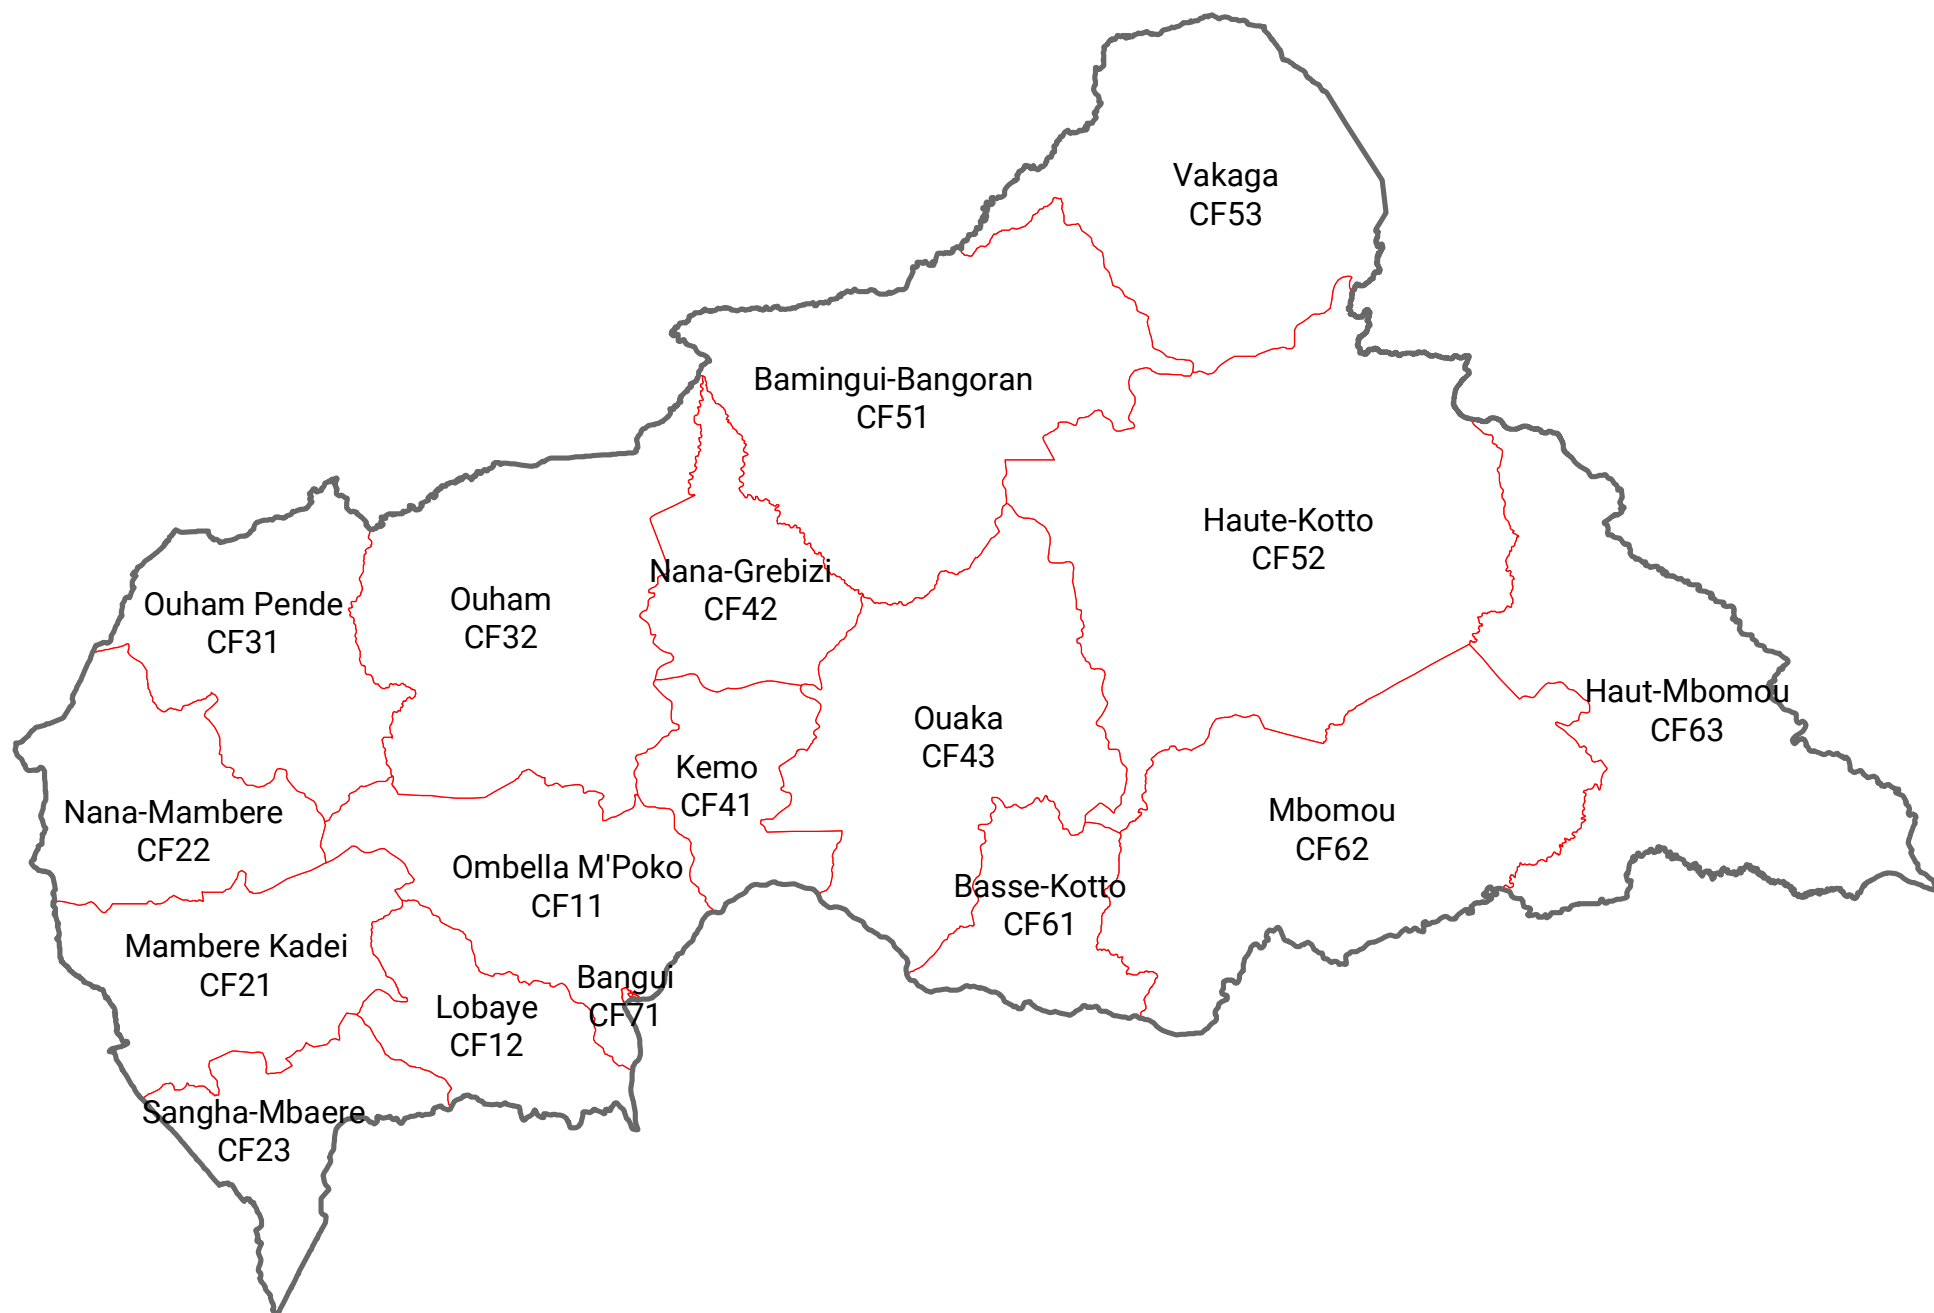 Vakaga
CF53
Bamingui-Bangoran
CF51
Haute-Kotto
CF52
Nana-Grebizi
CF42
Ouham Pende
CF31
Ouham
CF32
Haut-Mbomou
CF63
Ouaka
CF43
Kemo
CF41
Nana-Mambere
CF22
Mbomou
CF62
Ombella M'Poko
CF11
Basse-Kotto
CF61
Mambere Kadei
CF21
Bangui
CF71
Lobaye
CF12
Sangha-Mbaere
CF23